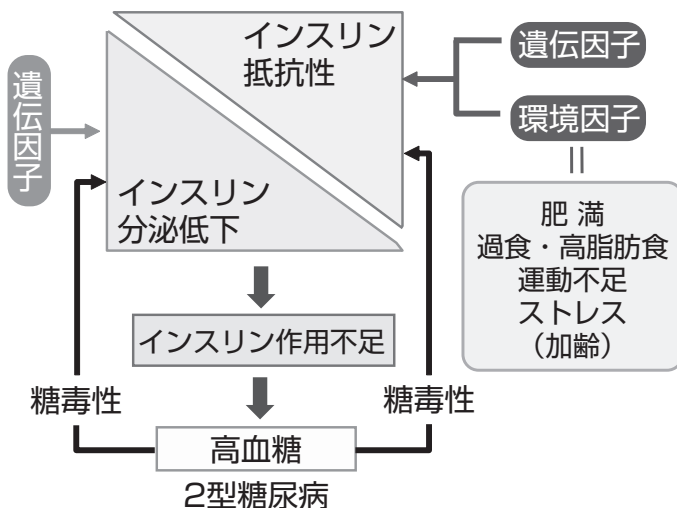 インスリン
抵抗性
遺伝因子
環境因子
遺伝因子
インスリン
分泌低下
肥 満
過食・高脂肪食
運動不足
ストレス
（加齢）
インスリン作用不足
糖毒性
糖毒性
高血糖
2型糖尿病